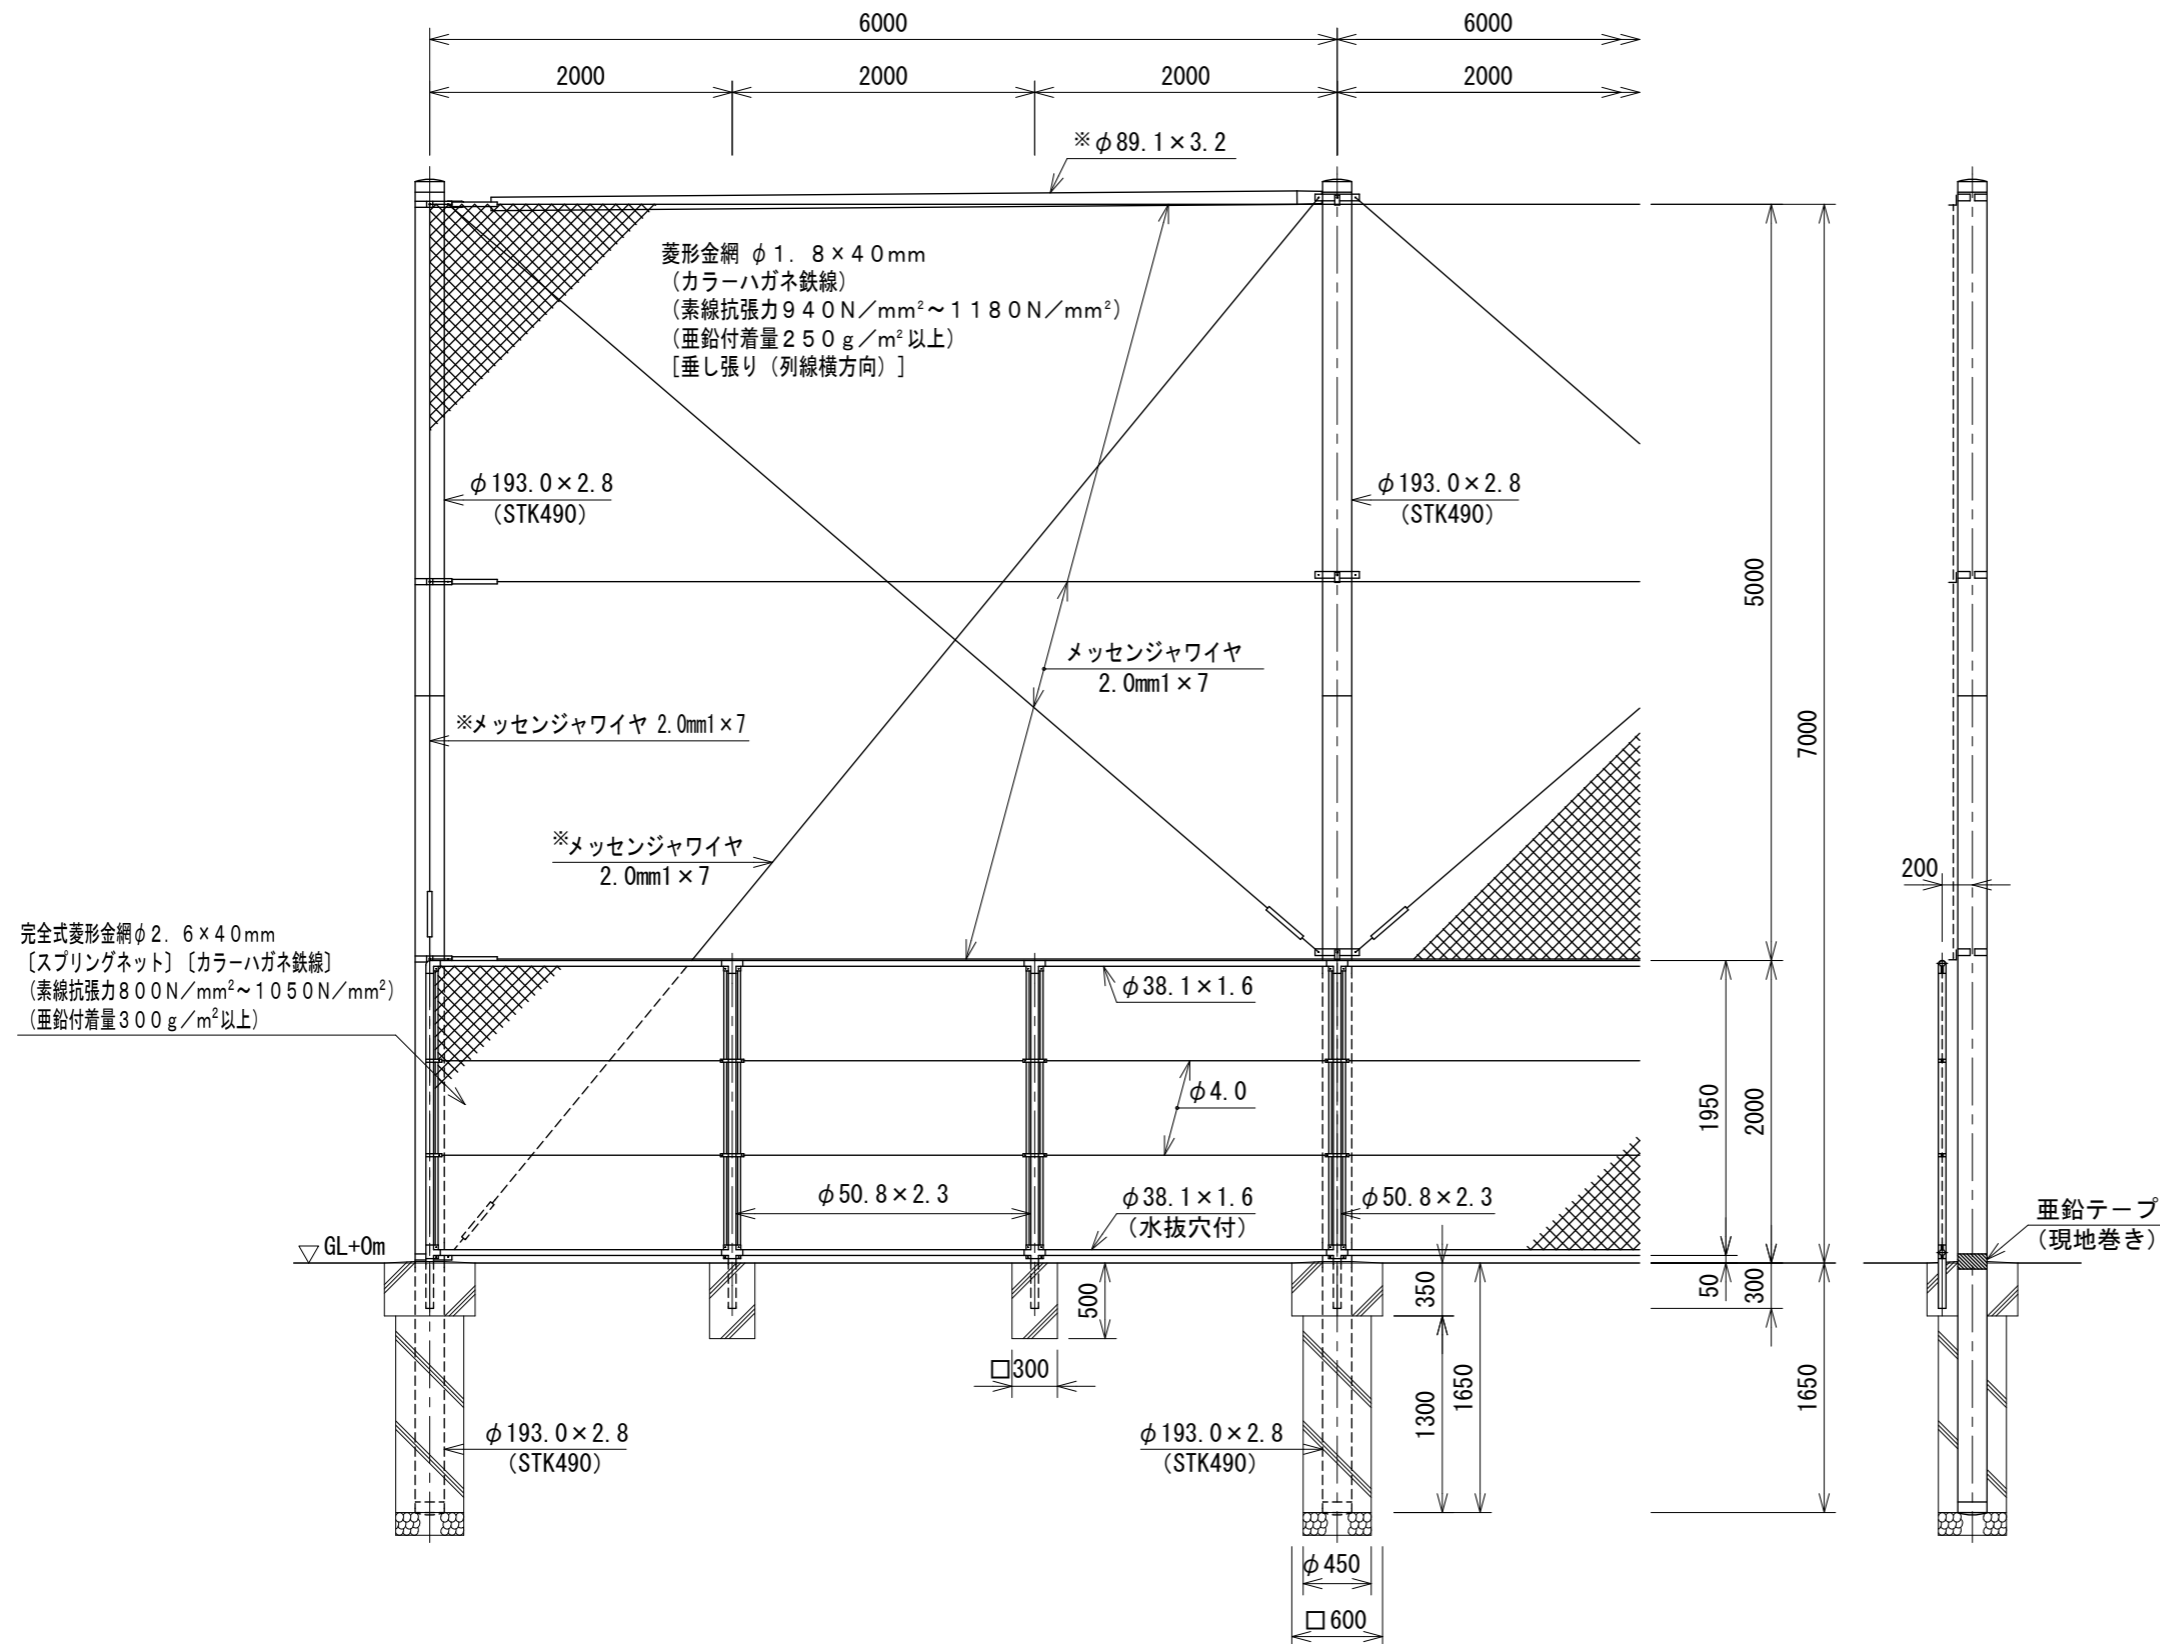 6000
6000
2000
2000
2000
2000
※φ89.1×3.2
菱形金網 φ1.8×40mm
(カラーハガネ鉄線)
(素線抗張力940N/mm²~1180N/mm²)
(亜鉛付着量250g/m²以上)
[垂し張り(列線横方向)]
φ193.0×2.8
(STK490)
φ193.0×2.8
(STK490)
5000
7000
メッセンジャワイヤ
2.0mm1×7
※メッセンジャワイヤ 2.0mm1×7
※メッセンジャワイヤ
2.0mm1×7
200
完全式菱形金網φ2.6×40mm
〔スプリングネット〕〔カラーハガネ鉄線〕
(素線抗張力800N/mm²~1050N/mm²)
(亜鉛付着量300g/m²以上)
φ38.1×1.6
φ4.0
1950
2000
φ50.8×2.3
φ38.1×1.6
(水抜穴付)
φ50.8×2.3
亜鉛テープ
(現地巻き)
GL+0m
500
350
50
300
□300
1300
1650
1650
φ193.0×2.8
(STK490)
φ193.0×2.8
(STK490)
φ450
□600